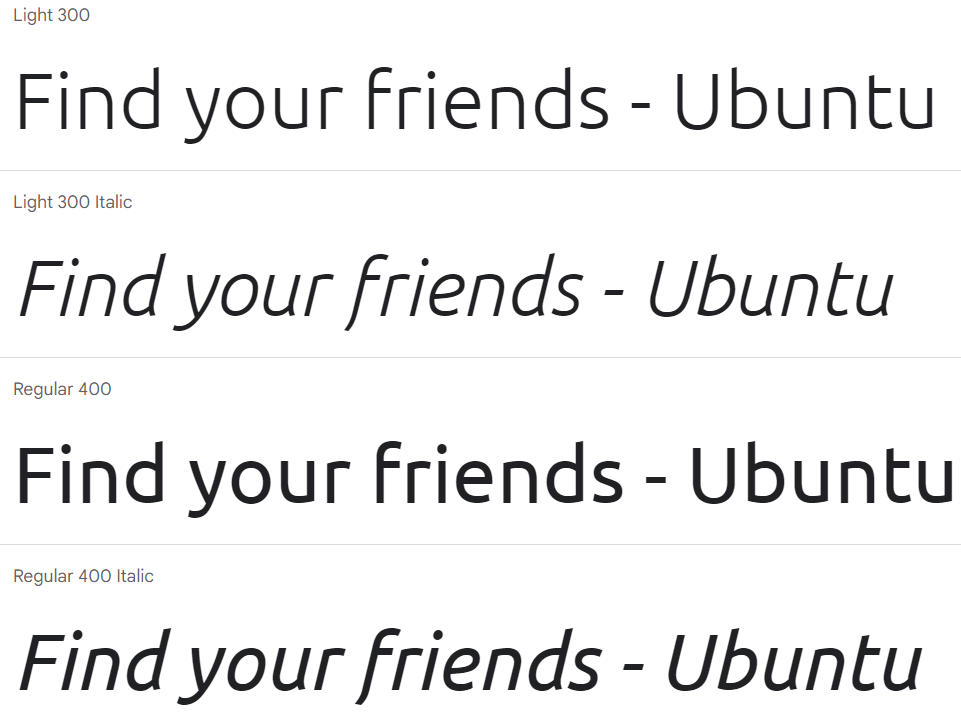 Light 300
Find your friends - Ubuntu
Light 300 Italic
Find your friends - Ubuntu
Regular 400
Find your friends - Ubuntu
Regular 400 Italic
Find your friends - Ubuntu